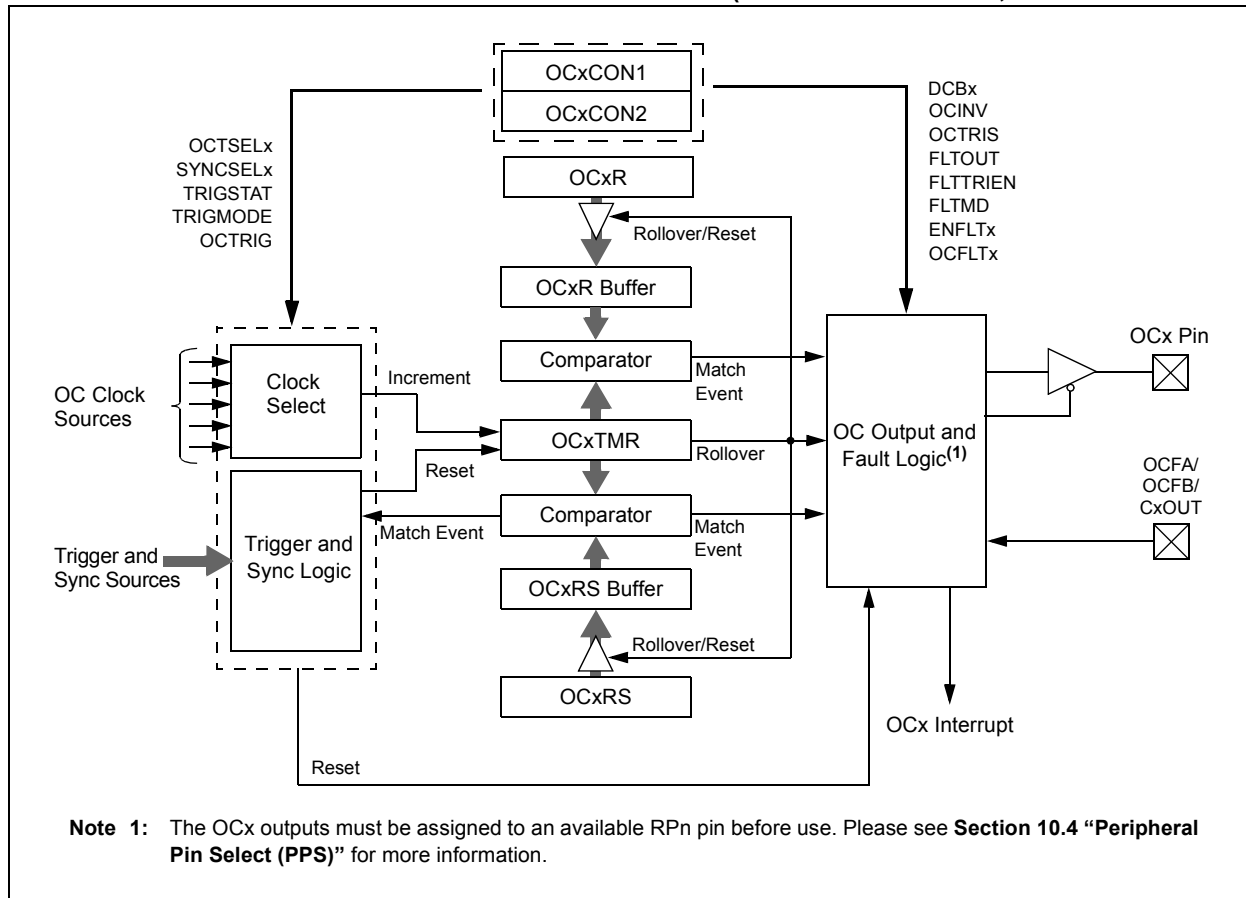 OCxCON1
OCxCON2
OCTSELx
SYNCSELx
TRIGSTAT
TRIGMODE
OCTRIG
DCBx
OCINV
OCTRIS
FLTOUT
FLTTRIEN
FLTMD
ENFLTx
OCFLTx
OCxR
Rollover/Reset
OCxR Buffer
Comparator
Match
Event
OC Clock
Sources
Clock
Select
Increment
OCxTMR
Rollover
Reset
OC Output and
Fault Logic(1)
OCx Pin
OCFA/
OCFB/
CxOUT
Comparator
Match Event
Match
Event
Trigger and
Sync Sources
Trigger and
Sync Logic
OCxRS Buffer
Rollover/Reset
OCxRS
OCx Interrupt
Reset
Note 1: The OCx outputs must be assigned to an available RPn pin before use. Please see Section 10.4 “Peripheral
Pin Select (PPS)” for more information.